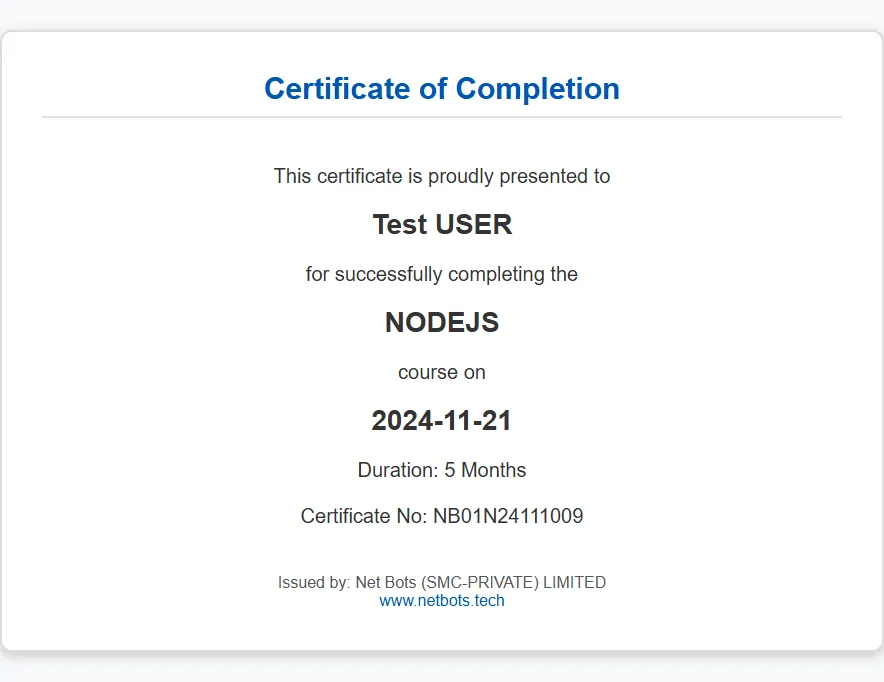 Certificate of Completion
This certificate is proudly presented to
Test USER
for successfully completing the
NODEJS
course on
2024-11-21
Duration: 5 Months
Certificate No: NB01N24111009
Issued by: Net Bots (SMC-PRIVATE) LIMITED
www.netbots.tech